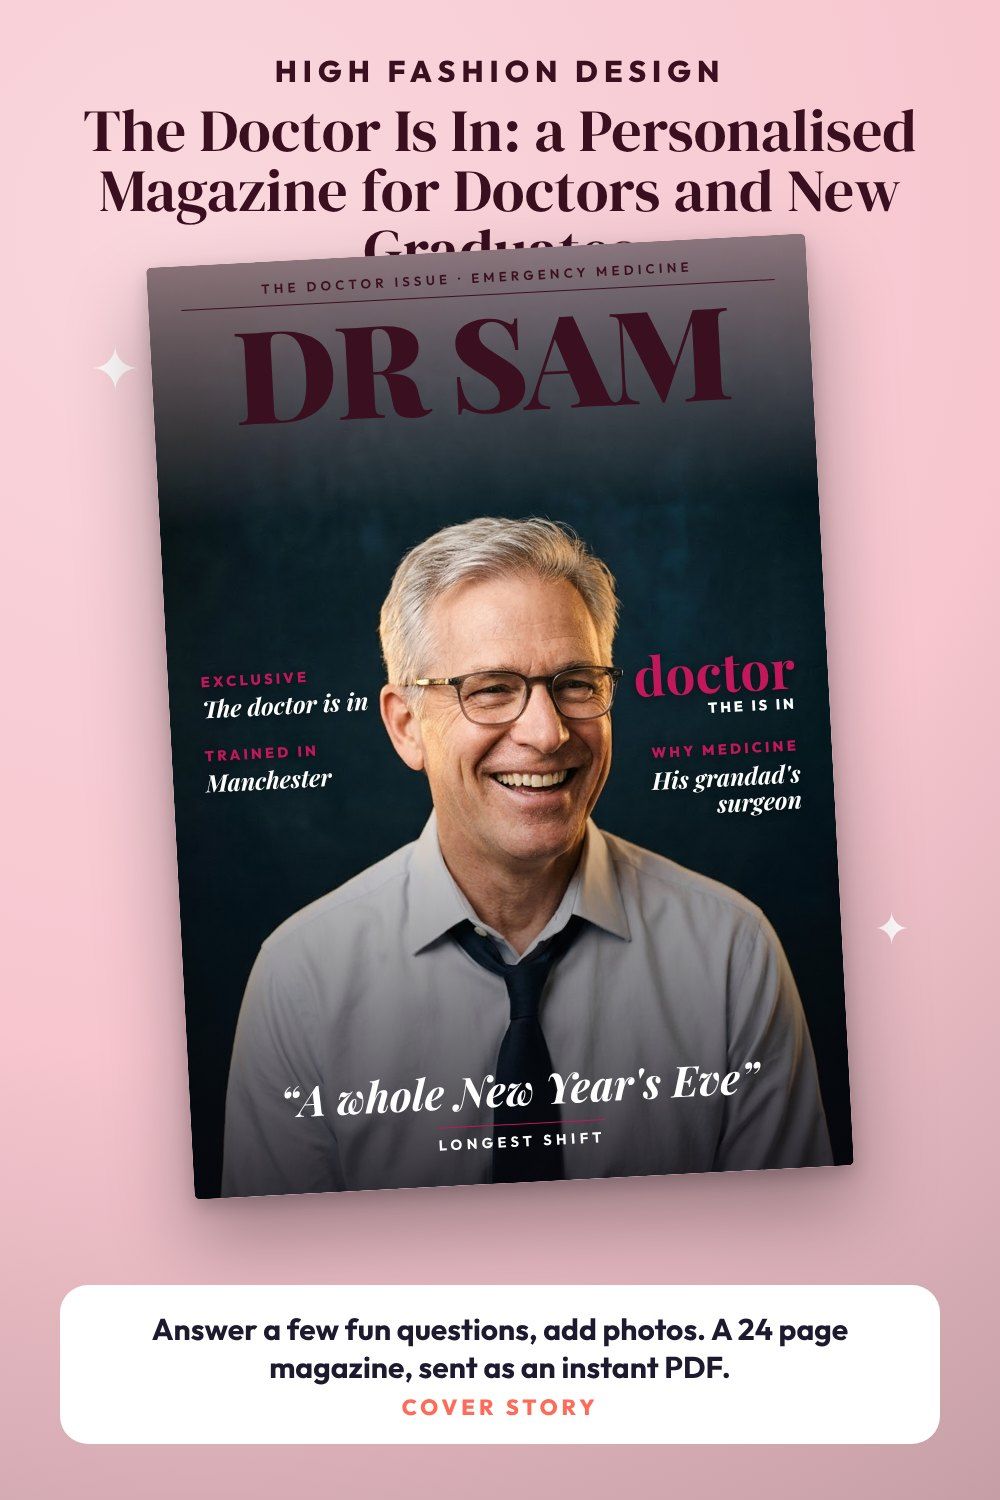 HIGH FASHION DESIGN
The Doctor Is In: a Personalised
Magazine for Doctors and New
THE DOCTOR ISSUE · EMERGENCY MEDICINE
DR SAM
EXCLUSIVE
The doctor is in
TRAINED IN
Manchester
doctor
THE IS IN
WHY MEDICINE
His grandad's
surgeon
“A whole New Year's Eve”
LONGEST SHIFT
Answer a few fun questions, add photos. A 24 page
magazine, sent as an instant PDF.
COVER STORY